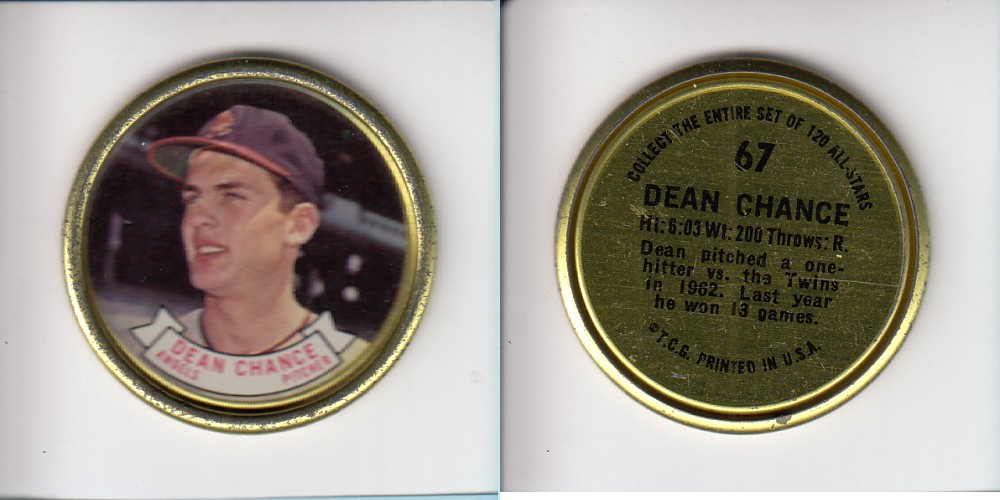 DEAN CHANCE
ANGELS PITCHER
COLLECT THE ENTIRE SET OF 120 ALL-STARS
67
DEAN CHANCE
Ht: 6:03 Wt: 200 Throws: R.
Dean pitched a one-
hitter vs. the Twins
in 1962. Last year
he won 13 games.
©T.C.G. PRINTED IN U.S.A.